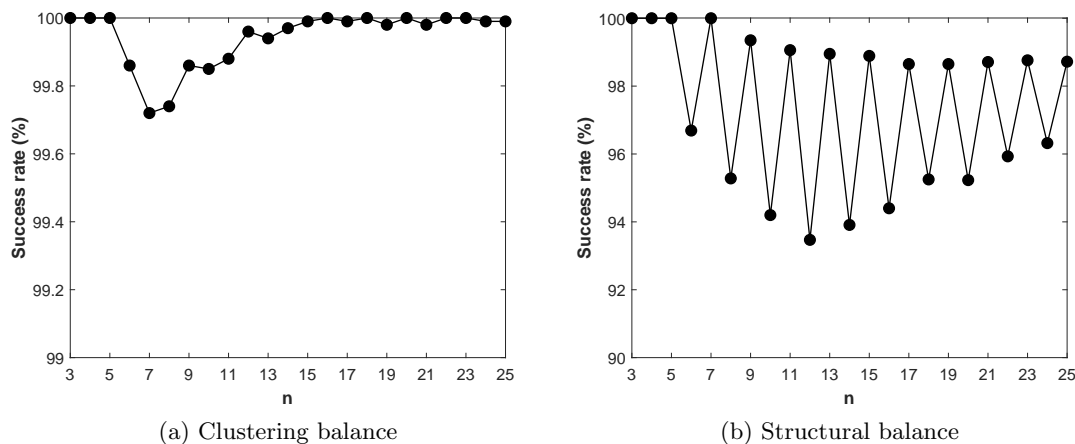 100
99.8
99.6
99.4
99.2
99
Success rate (%)
3 5 7 9 11 13 15 17 19 21 23 25
n
(a) Clustering balance
100
98
96
94
92
90
Success rate (%)
3 5 7 9 11 13 15 17 19 21 23 25
n
(b) Structural balance